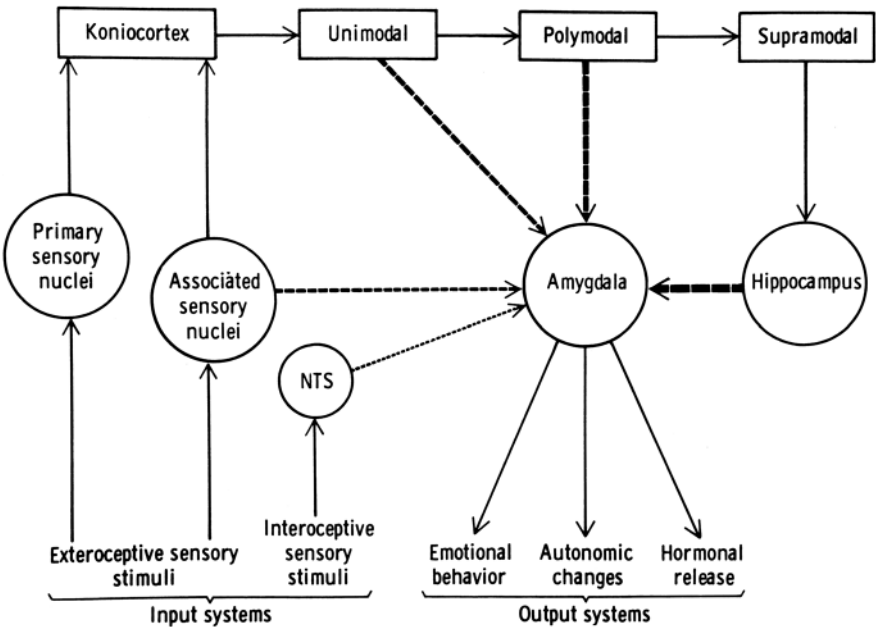 Koniocortex
Unimodal
Polymodal
Supramodal
Primary
sensory
nuclei
Associated
sensory
nuclei
NTS
Amygdala
Hippocampus
Exteroceptive sensory
stimuli
Interoceptive
sensory
stimuli
Emotional
behavior
Autonomic
changes
Hormonal
release
Input systems
Output systems